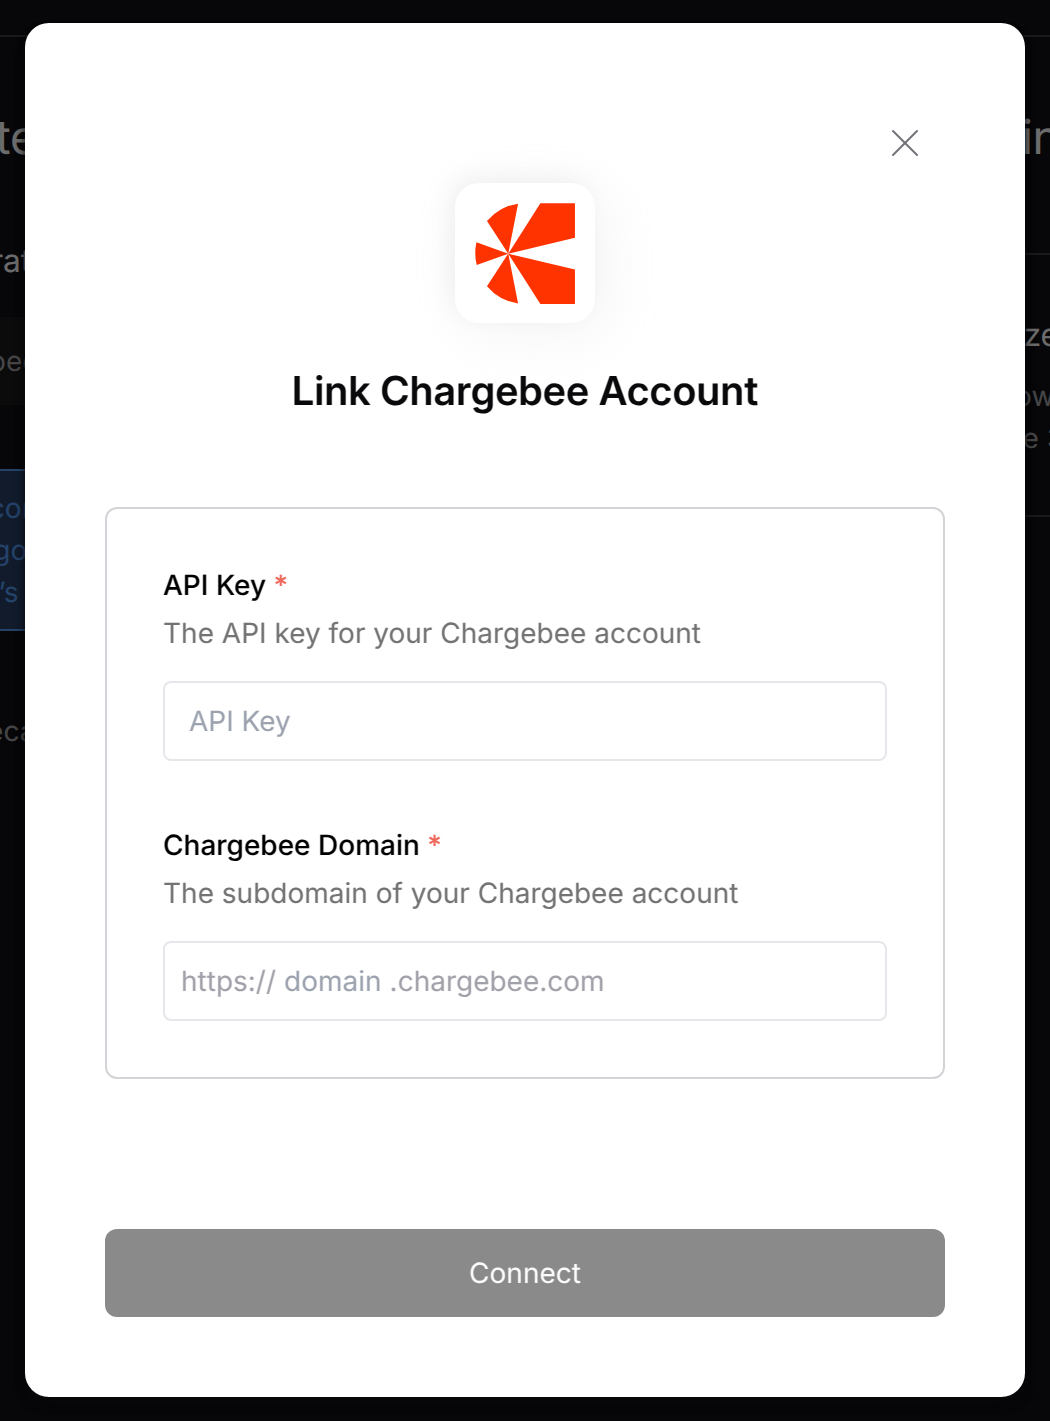 Link Chargebee Account
API Key *
The API key for your Chargebee account
API Key
Chargebee Domain *
The subdomain of your Chargebee account
https:// domain .chargebee.com
Connect